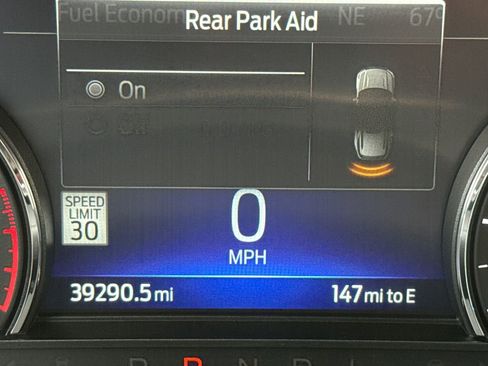 Fuel Econom NE 67°
Rear Park Aid
On
Off
SPEED
LIMIT
30
0
MPH
39290.5 mi
147 mi to E
P R N D L